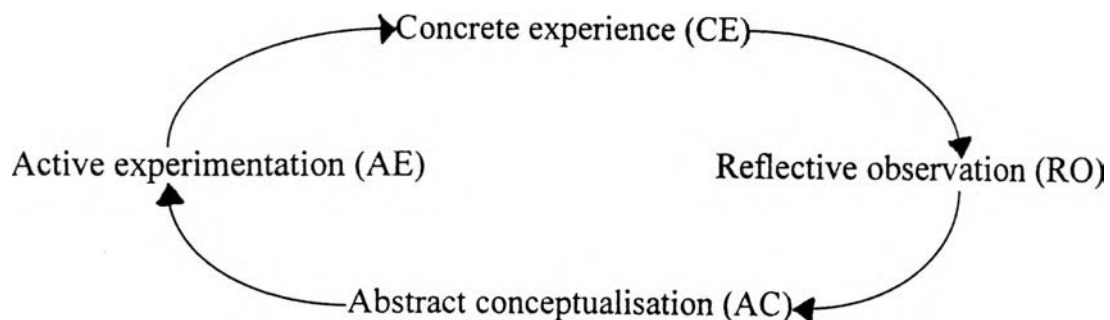 Concrete experience (CE)
Active experimentation (AE)
Reflective observation (RO)
Abstract conceptualisation (AC)